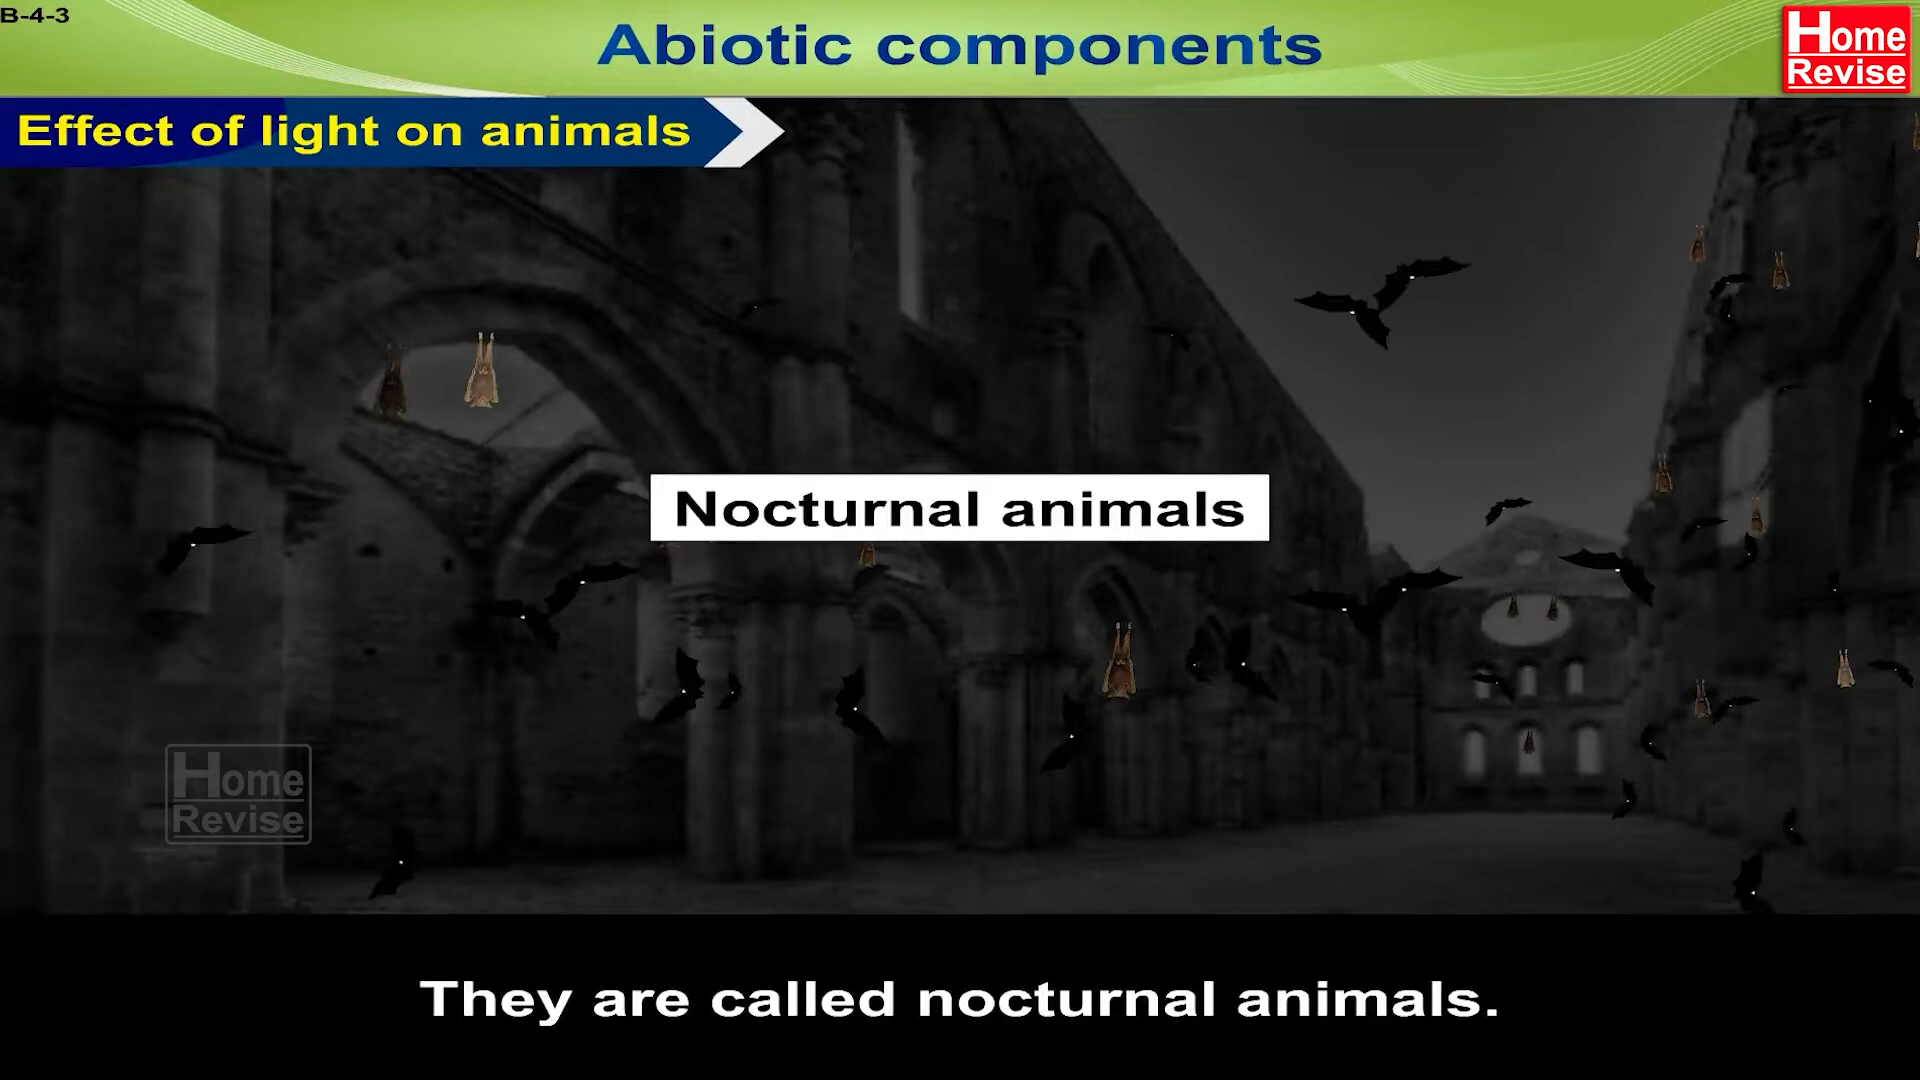 B-4-3
Abiotic components
Home
Revise
Effect of light on animals
Nocturnal animals
Home
Revise
They are called nocturnal animals.